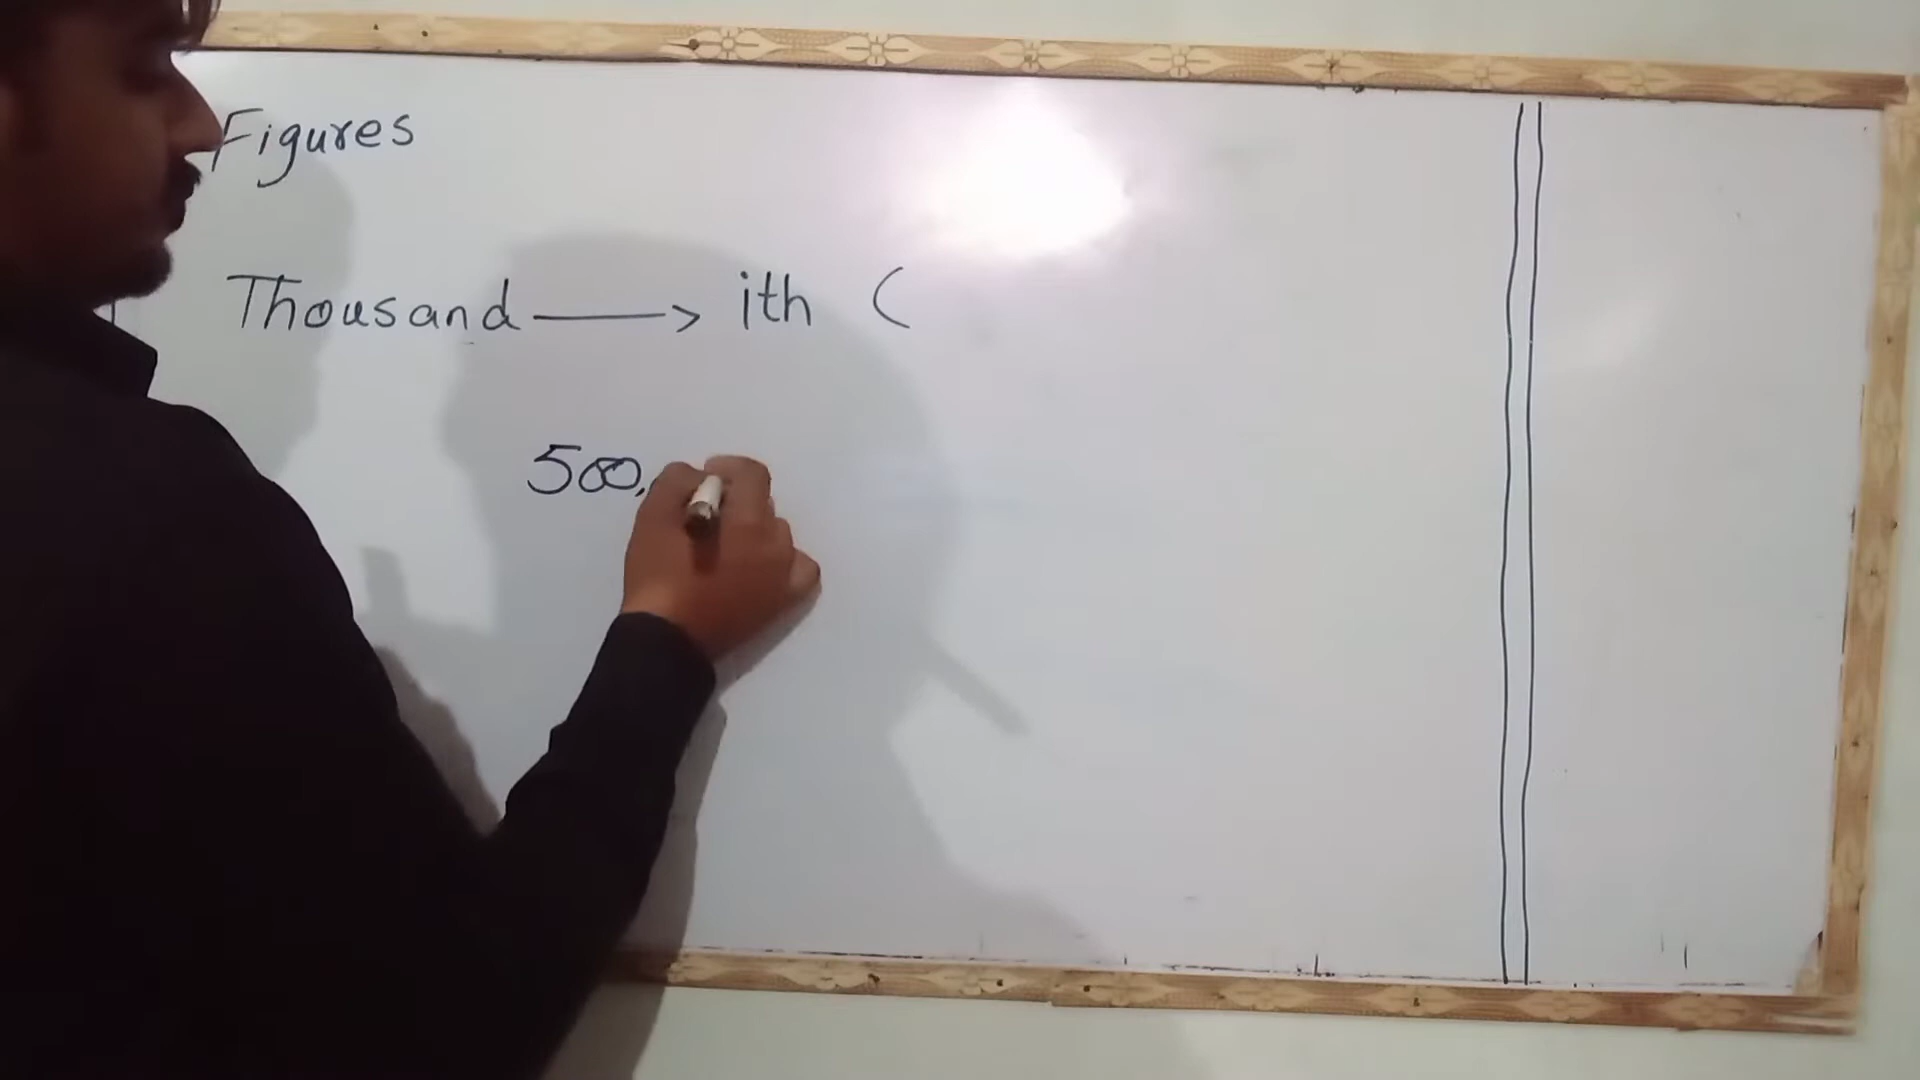 Figures
Thousand → ith (
500,